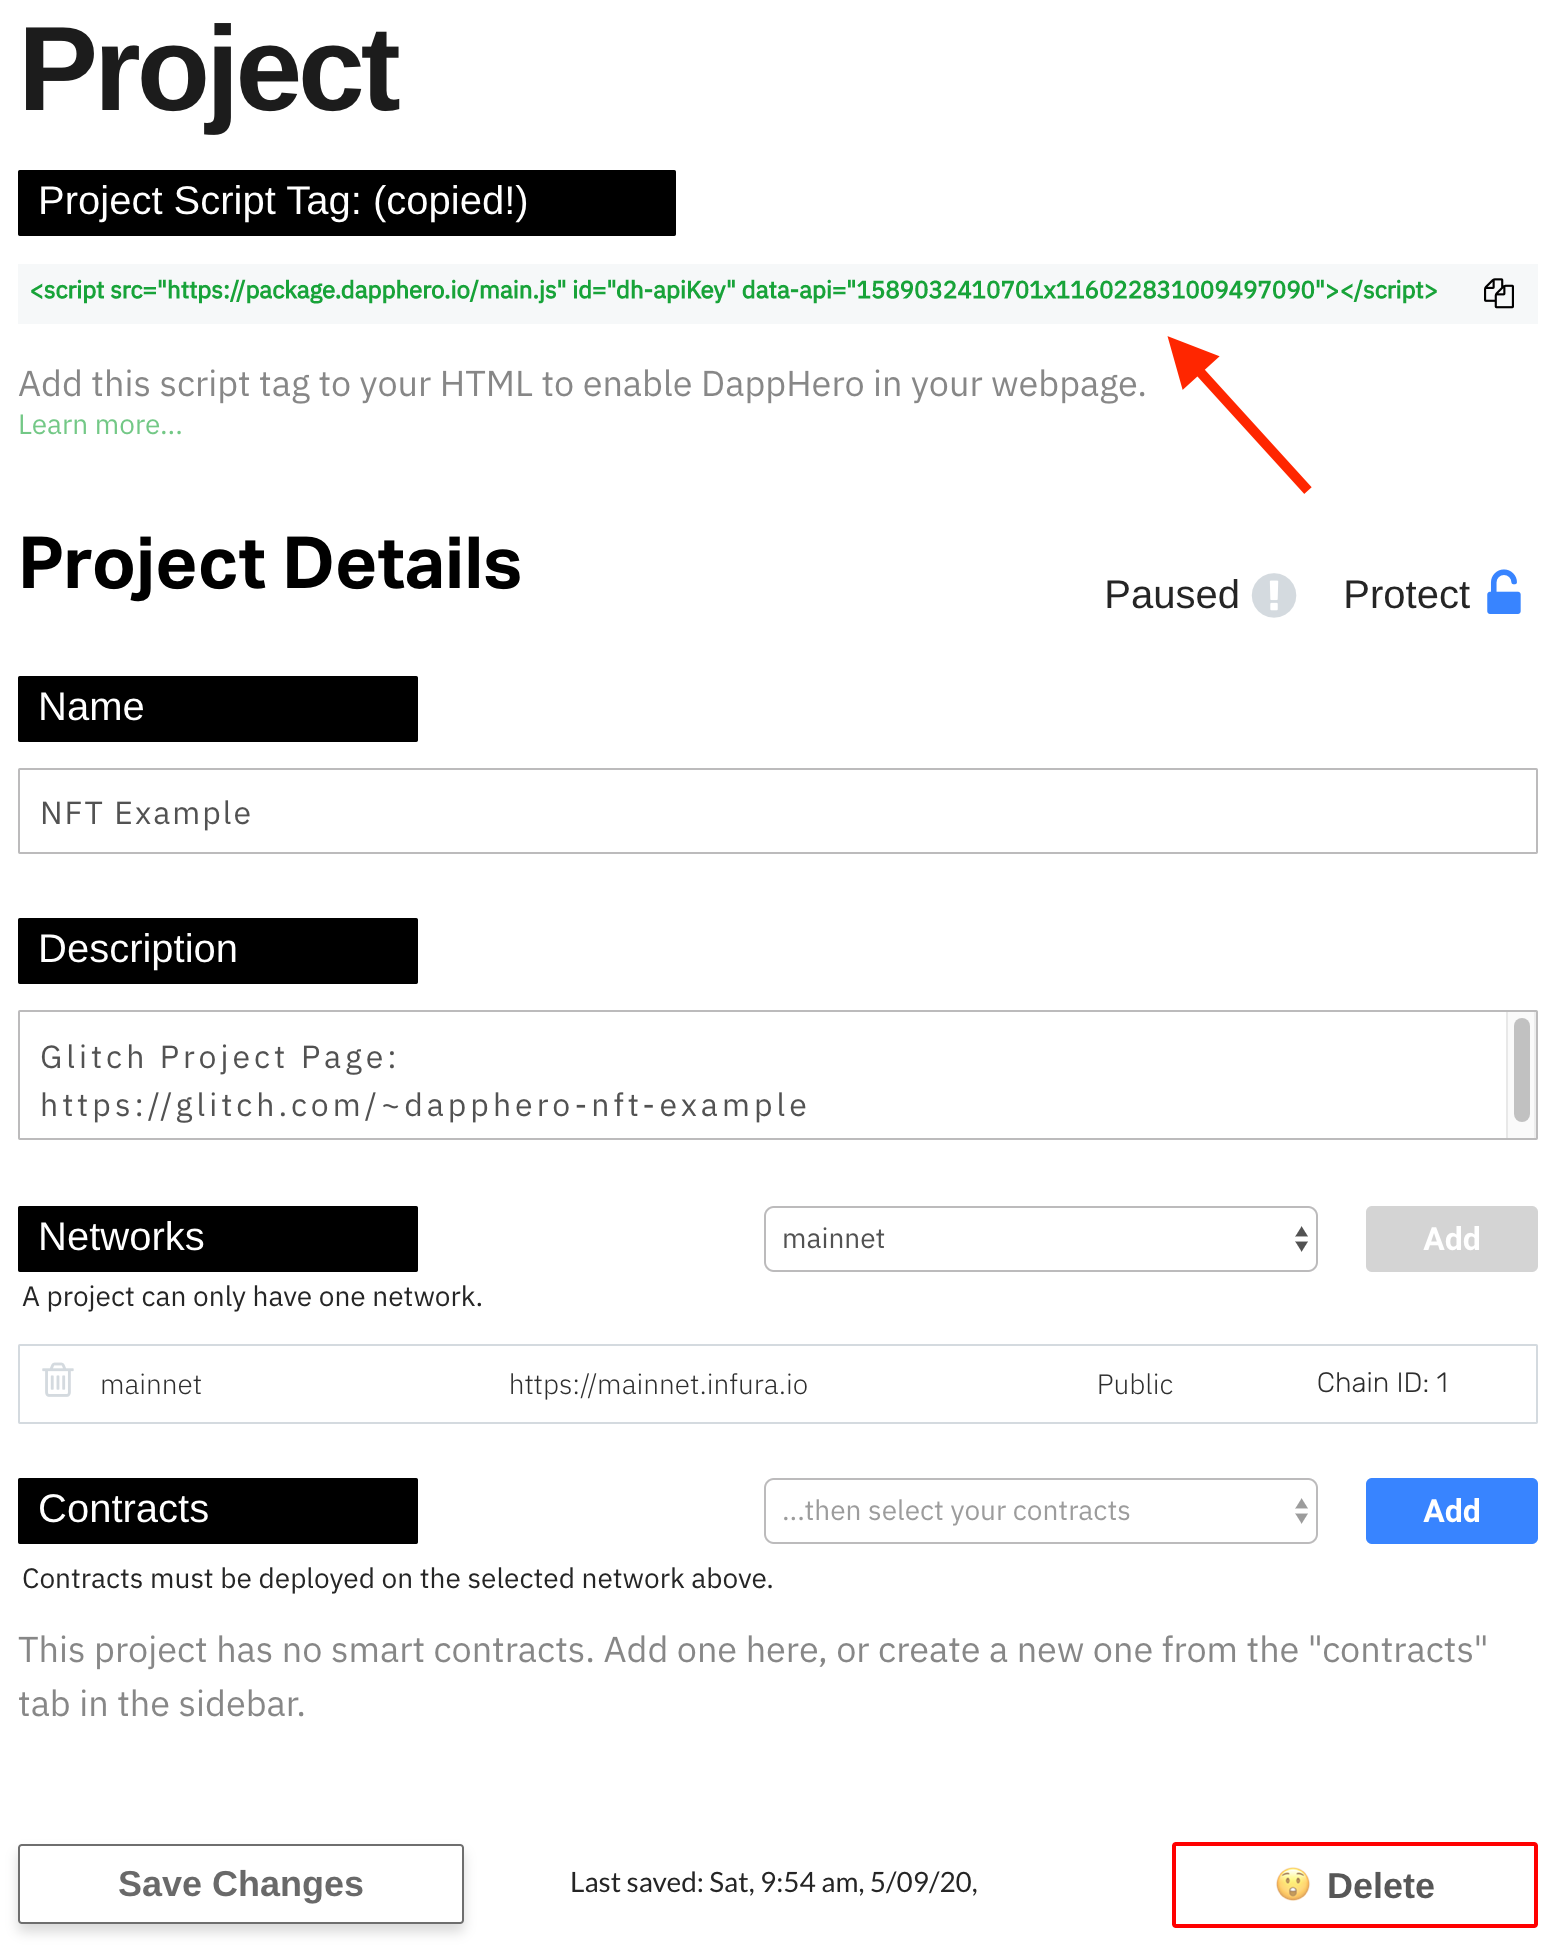 Project
Project Script Tag: (copied!)
<script src="https://package.dapphero.io/main.js" id="dh-apiKey" data-api="1589032410701x116022831009497090"></script>
Add this script tag to your HTML to enable DappHero in your webpage.
Learn more...
Project Details
Paused Protect
Name
NFT Example
Description
Glitch Project Page:
https://glitch.com/~dapphero-nft-example
Networks mainnet Add
A project can only have one network.
mainnet https://mainnet.infura.io Public Chain ID: 1
Contracts ...then select your contracts Add
Contracts must be deployed on the selected network above.
This project has no smart contracts. Add one here, or create a new one from the "contracts"
tab in the sidebar.
Save Changes Last saved: Sat, 9:54 am, 5/09/20, 😲 Delete